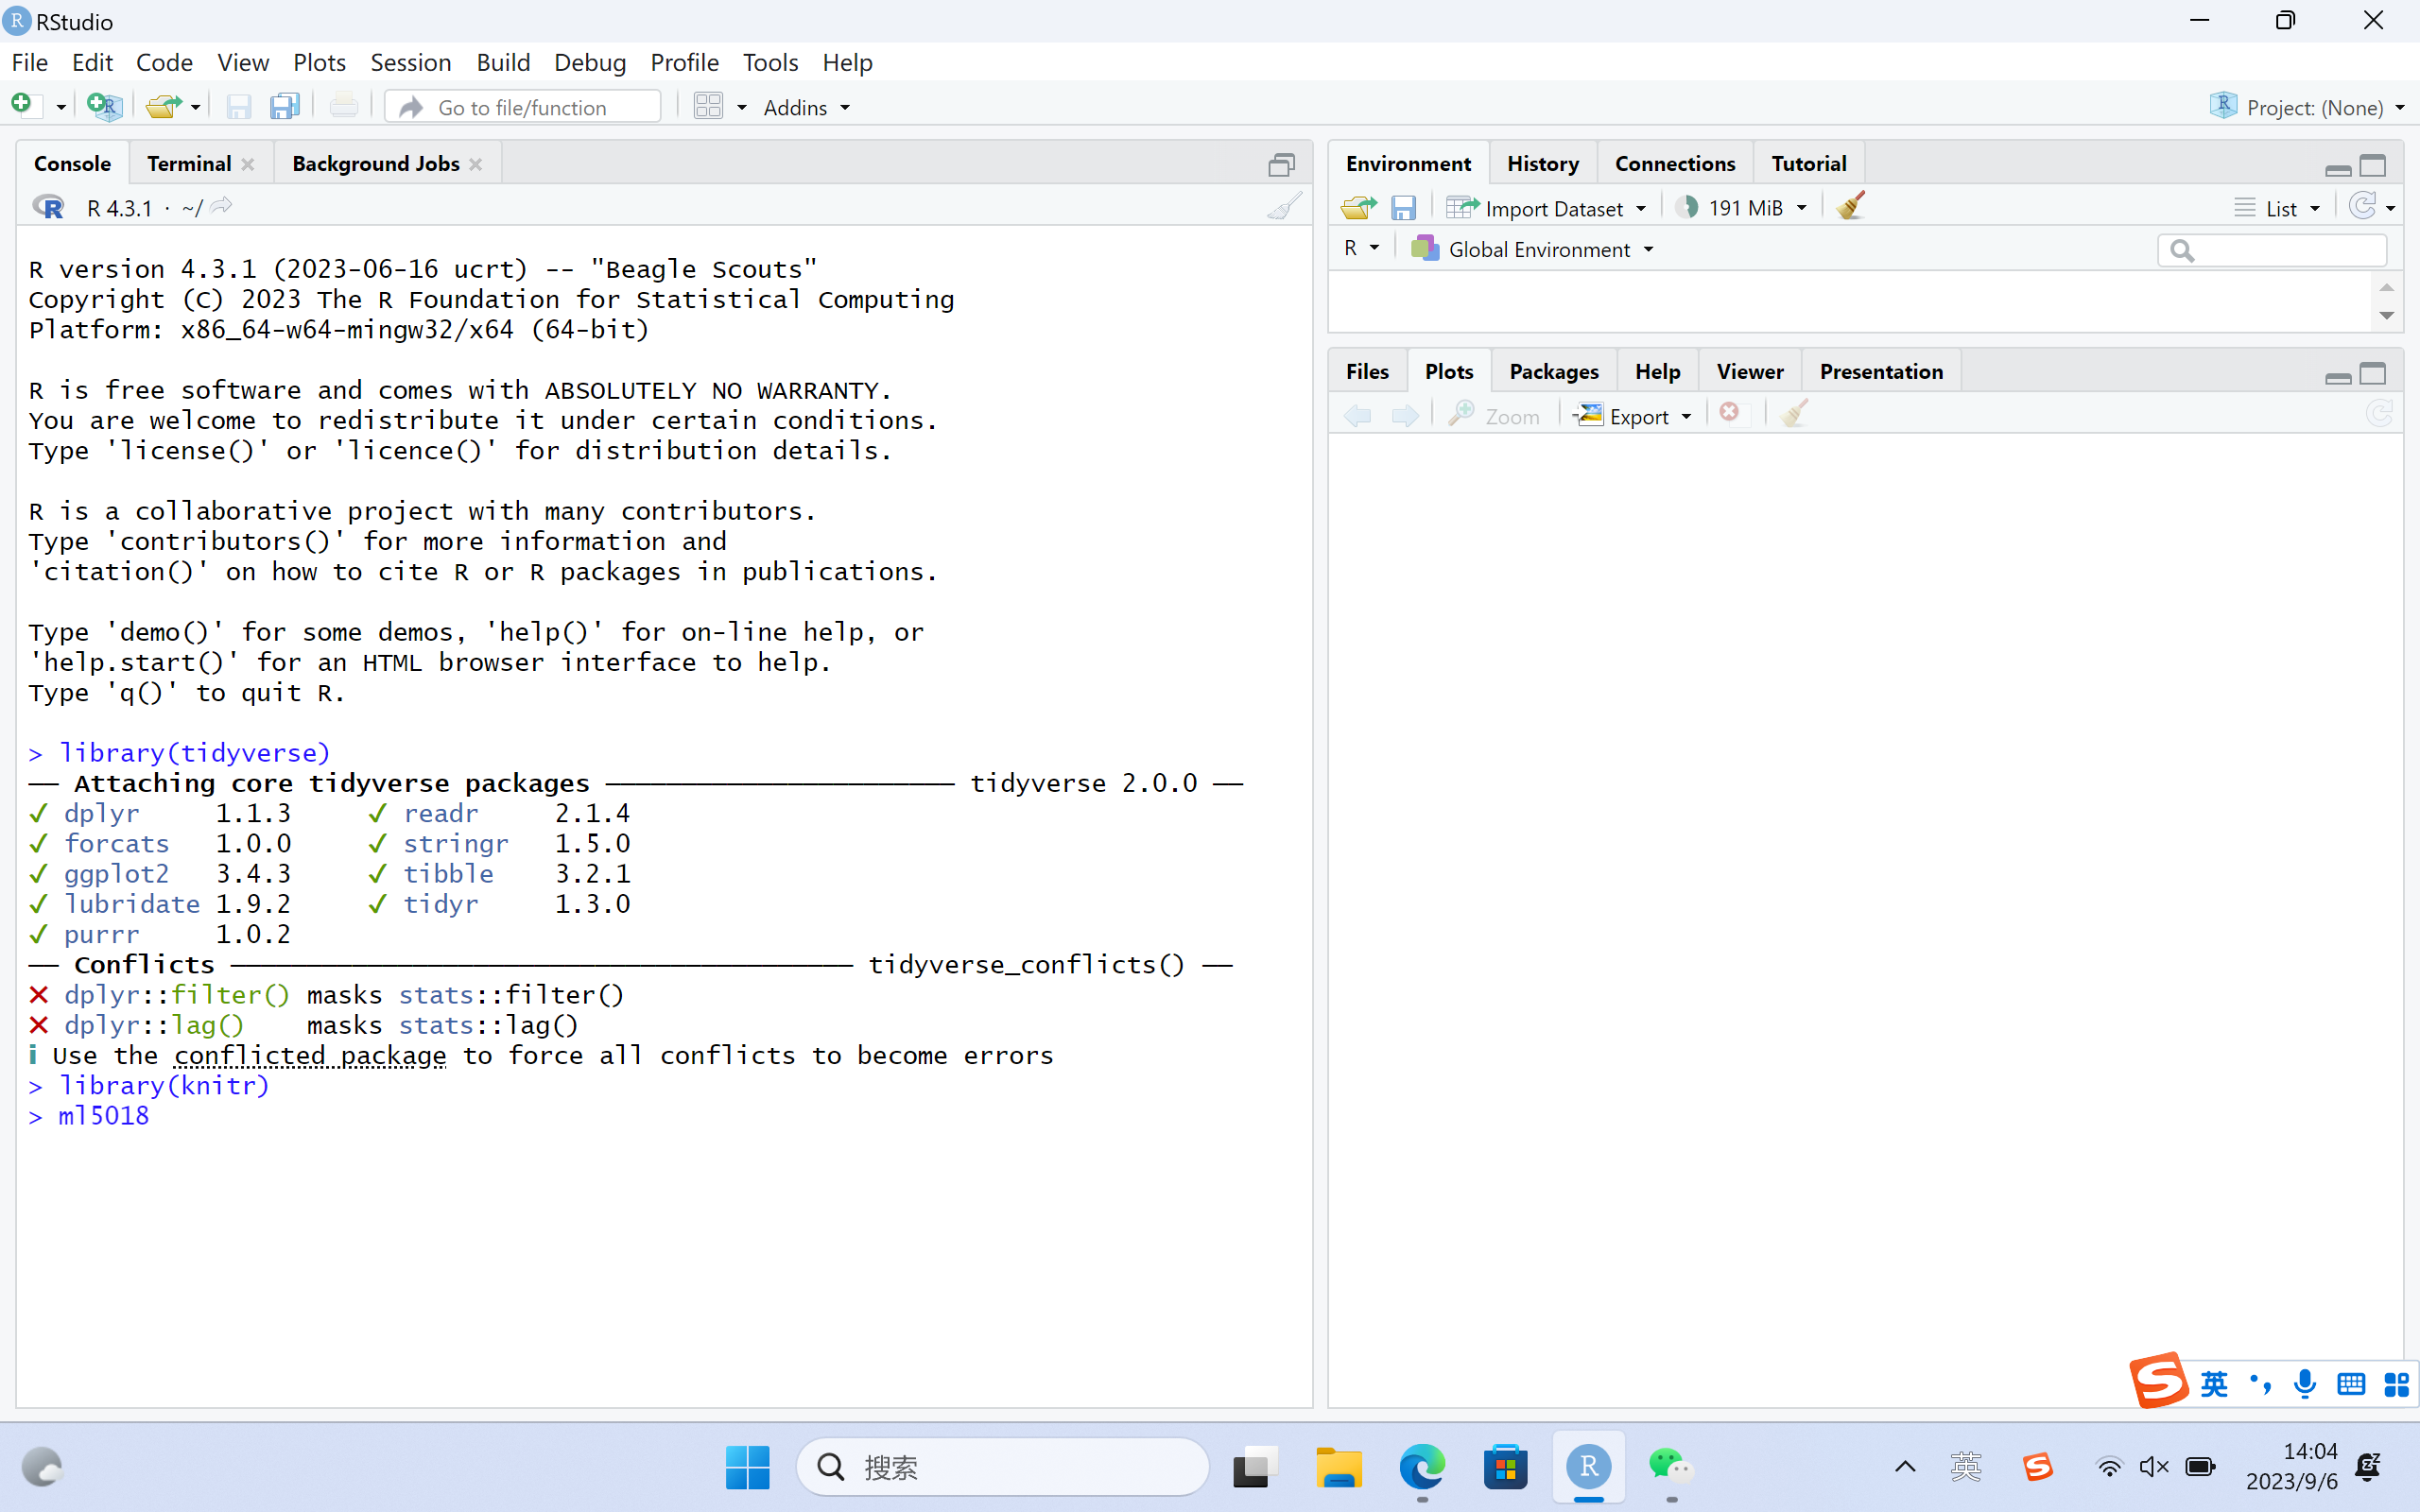 RStudio
File Edit Code View Plots Session Build Debug Profile Tools Help
Go to file/function Addins Project: (None)
Console Terminal Background Jobs
R 4.3.1 · ~/
R version 4.3.1 (2023-06-16 ucrt) -- "Beagle Scouts"
Copyright (C) 2023 The R Foundation for Statistical Computing
Platform: x86_64-w64-mingw32/x64 (64-bit)
R is free software and comes with ABSOLUTELY NO WARRANTY.
You are welcome to redistribute it under certain conditions.
Type 'license()' or 'licence()' for distribution details.
R is a collaborative project with many contributors.
Type 'contributors()' for more information and
'citation()' on how to cite R or R packages in publications.
Type 'demo()' for some demos, 'help()' for on-line help, or
'help.start()' for an HTML browser interface to help.
Type 'q()' to quit R.
> library(tidyverse)
── Attaching core tidyverse packages ─────────────────────── tidyverse 2.0.0 ──
✔ dplyr     1.1.3     ✔ readr     2.1.4
✔ forcats   1.0.0     ✔ stringr   1.5.0
✔ ggplot2   3.4.3     ✔ tibble    3.2.1
✔ lubridate 1.9.2     ✔ tidyr     1.3.0
✔ purrr     1.0.2
── Conflicts ───────────────────────────────────────── tidyverse_conflicts() ──
✖ dplyr::filter() masks stats::filter()
✖ dplyr::lag()    masks stats::lag()
ℹ Use the conflicted package to force all conflicts to become errors
> library(knitr)
> ml5018
Environment History Connections Tutorial
Import Dataset 191 MiB List
R Global Environment
Files Plots Packages Help Viewer Presentation
Zoom Export
英
搜索
英
14:04
2023/9/6